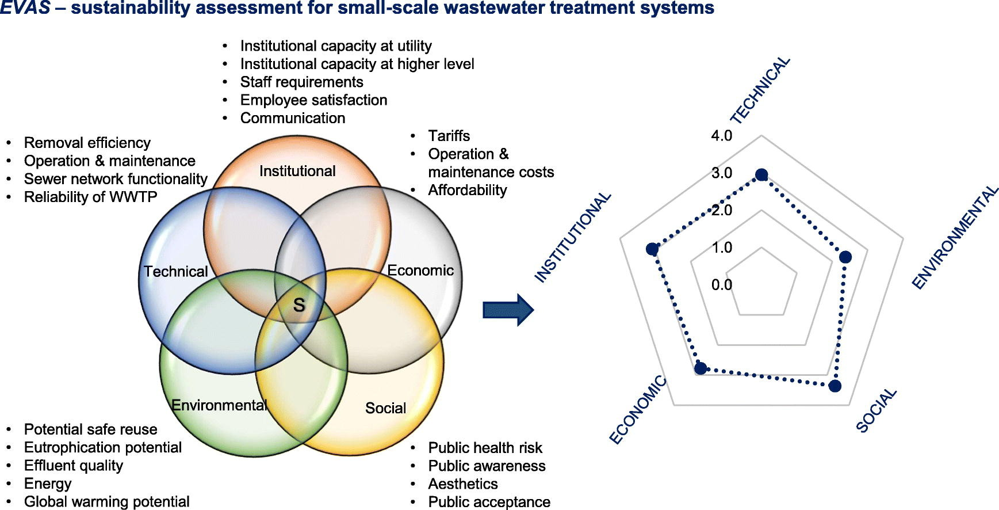 EVAS – sustainability assessment for small-scale wastewater treatment systems
• Institutional capacity at utility
• Institutional capacity at higher level
• Staff requirements
• Employee satisfaction
• Communication
• Removal efficiency
• Operation & maintenance
• Sewer network functionality
• Reliability of WWTP
• Tariffs
• Operation &
maintenance costs
• Affordability
Institutional
Technical
Economic
S
Environmental
Social
• Potential safe reuse
• Eutrophication potential
• Effluent quality
• Energy
• Global warming potential
• Public health risk
• Public awareness
• Aesthetics
• Public acceptance
TECHNICAL
4.0
3.0
2.0
1.0
0.0
INSTITUTIONAL
ENVIRONMENTAL
ECONOMIC
SOCIAL